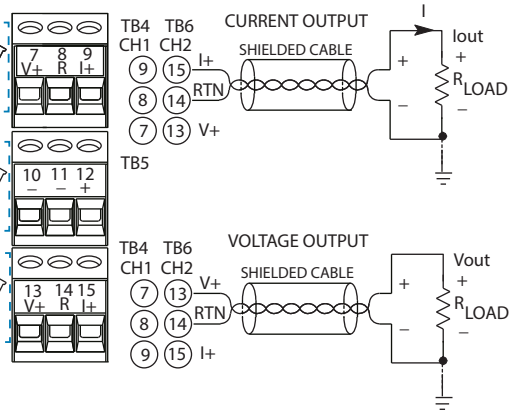 7 8 9
V+ R I+
10 11 12
− − +
13 14 15
V+ R I+
TB4 TB6
CH1 CH2
9 15 I+
8 14 RTN
7 13 V+
TB5
CURRENT OUTPUT
SHIELDED CABLE
I
Iout
+ +
RLOAD
− −
TB4 TB6
CH1 CH2
7 13 V+
8 14 RTN
9 15 I+
VOLTAGE OUTPUT
SHIELDED CABLE
Vout
+ +
RLOAD
− −